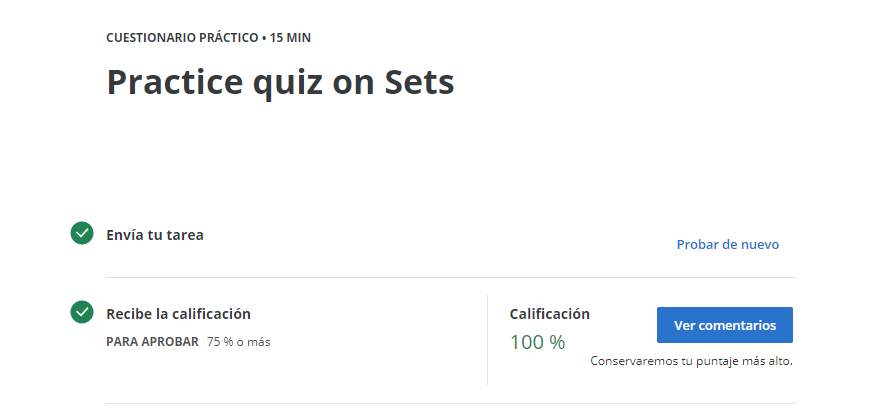 CUESTIONARIO PRÁCTICO • 15 MIN
Practice quiz on Sets
Envía tu tarea
Probar de nuevo
Recibe la calificación
PARA APROBAR 75 % o más
Calificación
100 %
Ver comentarios
Conservaremos tu puntaje más alto.